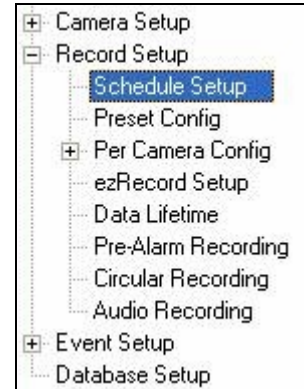 Camera Setup
Record Setup
Schedule Setup
Preset Config
Per Camera Config
ezRecord Setup
Data Lifetime
Pre-Alarm Recording
Circular Recording
Audio Recording
Event Setup
Database Setup